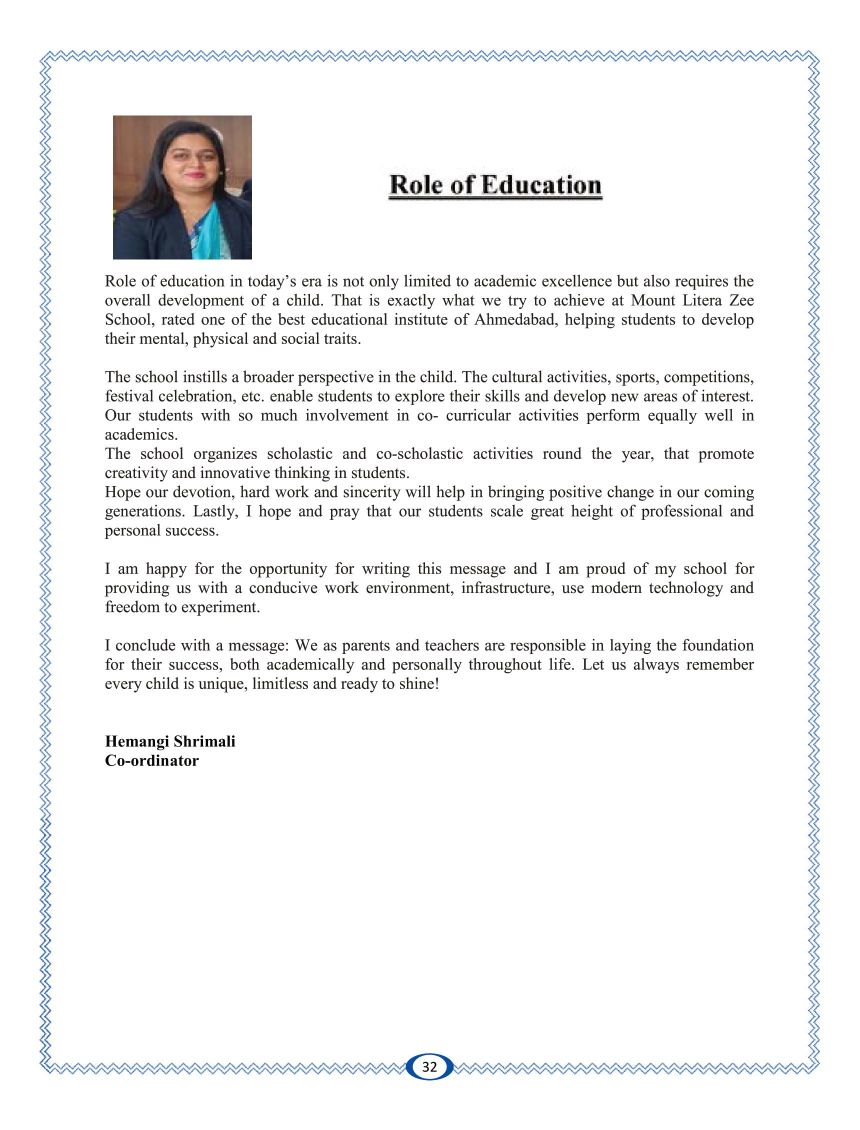 Role of Education
Role of education in today’s era is not only limited to academic excellence but also requires the
overall development of a child. That is exactly what we try to achieve at Mount Litera Zee
School, rated one of the best educational institute of Ahmedabad, helping students to develop
their mental, physical and social traits.
The school instills a broader perspective in the child. The cultural activities, sports, competitions,
festival celebration, etc. enable students to explore their skills and develop new areas of interest.
Our students with so much involvement in co- curricular activities perform equally well in
academics.
The school organizes scholastic and co-scholastic activities round the year, that promote
creativity and innovative thinking in students.
Hope our devotion, hard work and sincerity will help in bringing positive change in our coming
generations. Lastly, I hope and pray that our students scale great height of professional and
personal success.
I am happy for the opportunity for writing this message and I am proud of my school for
providing us with a conducive work environment, infrastructure, use modern technology and
freedom to experiment.
I conclude with a message: We as parents and teachers are responsible in laying the foundation
for their success, both academically and personally throughout life. Let us always remember
every child is unique, limitless and ready to shine!
Hemangi Shrimali
Co-ordinator
32